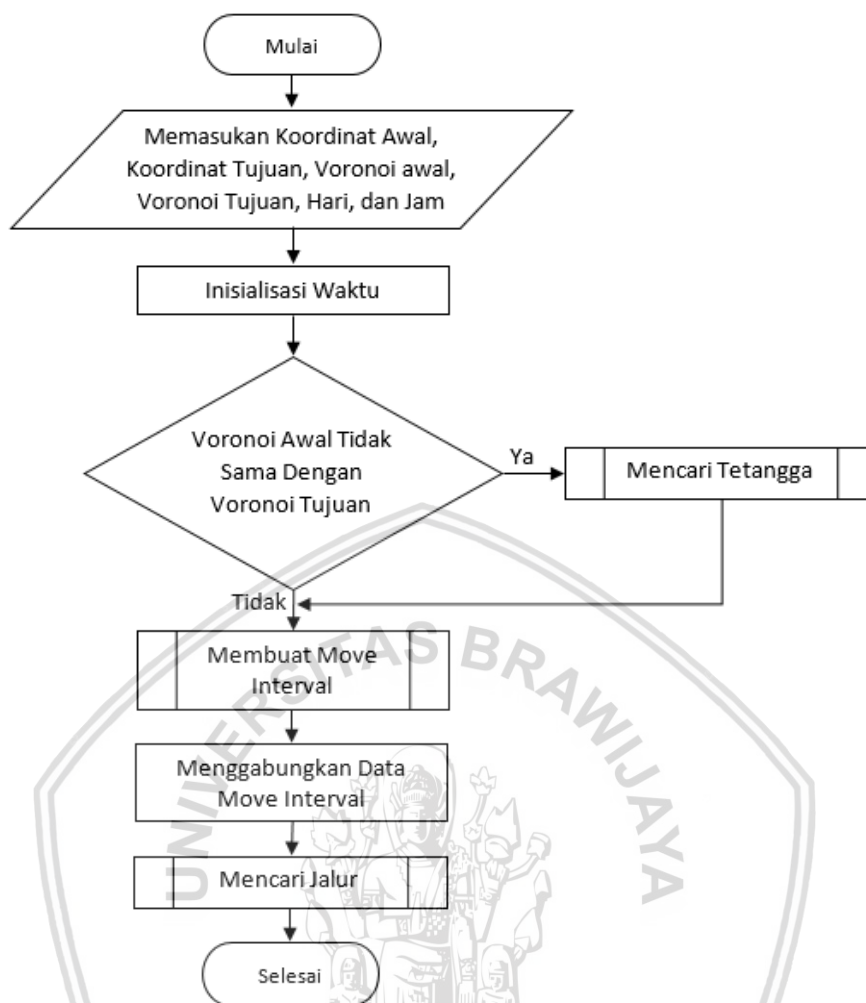 Mulai
Memasukan Koordinat Awal,
Koordinat Tujuan, Voronoi awal,
Voronoi Tujuan, Hari, dan Jam
Inisialisasi Waktu
Voronoi Awal Tidak
Sama Dengan
Voronoi Tujuan
Ya
Mencari Tetangga
Tidak
Membuat Move
Interval
Menggabungkan Data
Move Interval
Mencari Jalur
Selesai
UNIVERSITAS BRAWIJAYA